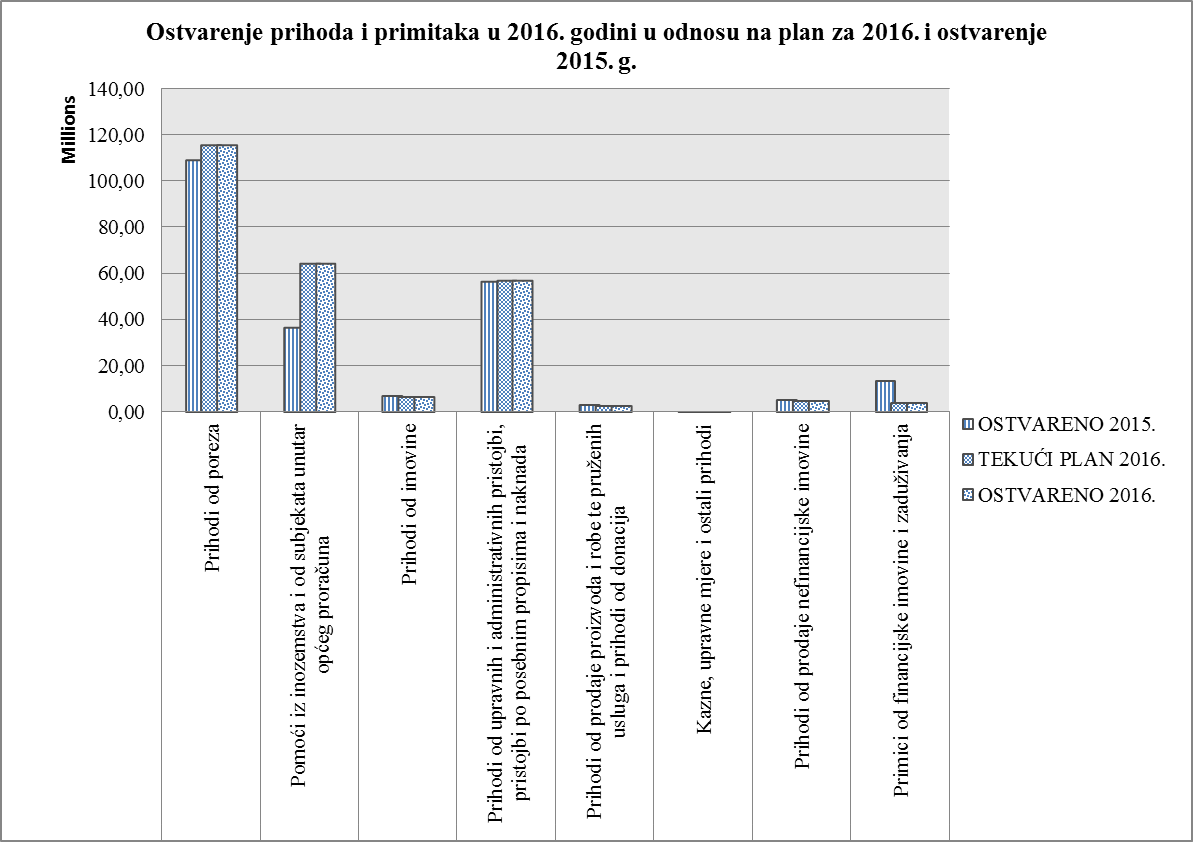 Ostvarenje prihoda i primitaka u 2016. godini u odnosu na plan za 2016. i ostvarenje
2015. g.
Millions
140,00
120,00
100,00
80,00
60,00
40,00
20,00
0,00
Prihodi od poreza
Pomoći iz inozemstva i od subjekata unutar
općeg proračuna
Prihodi od imovine
Prihodi od upravnih i administrativnih pristojbi,
pristojbi po posebnim propisima i naknada
Prihodi od prodaje proizvoda i robe te pruženih
usluga i prihodi od donacija
Kazne, upravne mjere i ostali prihodi
Prihodi od prodaje nefinancijske imovine
Primici od financijske imovine i zaduživanja
OSTVARENO 2015.
TEKUĆI PLAN 2016.
OSTVARENO 2016.